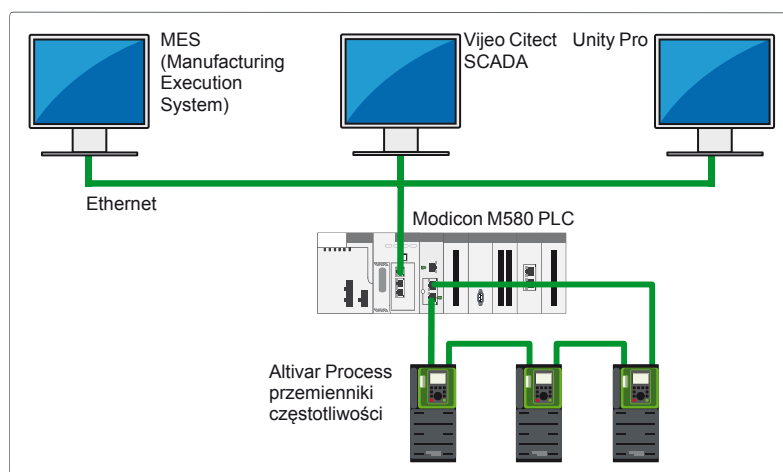 MES
(Manufacturing
Execution
System)
Vijeo Citect
SCADA
Unity Pro
Ethernet
Modicon M580 PLC
Altivar Process
przemienniki
częstotliwości